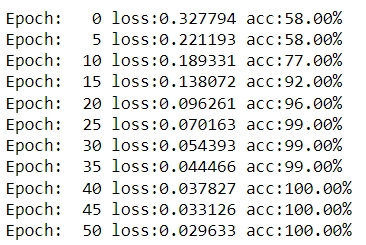 Epoch:   0 loss:0.327794 acc:58.00%
Epoch:   5 loss:0.221193 acc:58.00%
Epoch:  10 loss:0.189331 acc:77.00%
Epoch:  15 loss:0.138072 acc:92.00%
Epoch:  20 loss:0.096261 acc:96.00%
Epoch:  25 loss:0.070163 acc:99.00%
Epoch:  30 loss:0.054393 acc:99.00%
Epoch:  35 loss:0.044466 acc:99.00%
Epoch:  40 loss:0.037827 acc:100.00%
Epoch:  45 loss:0.033126 acc:100.00%
Epoch:  50 loss:0.029633 acc:100.00%